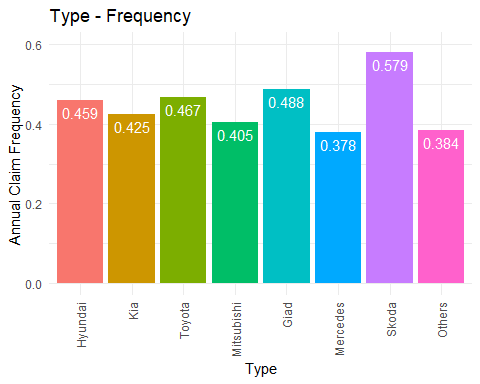 Type - Frequency
Annual Claim Frequency
0.6
0.4
0.2
0.0
0.459
0.425
0.467
0.405
0.488
0.378
0.579
0.384
Hyundai
Kia
Toyota
Mitsubishi
Giad
Mercedes
Skoda
Others
Type